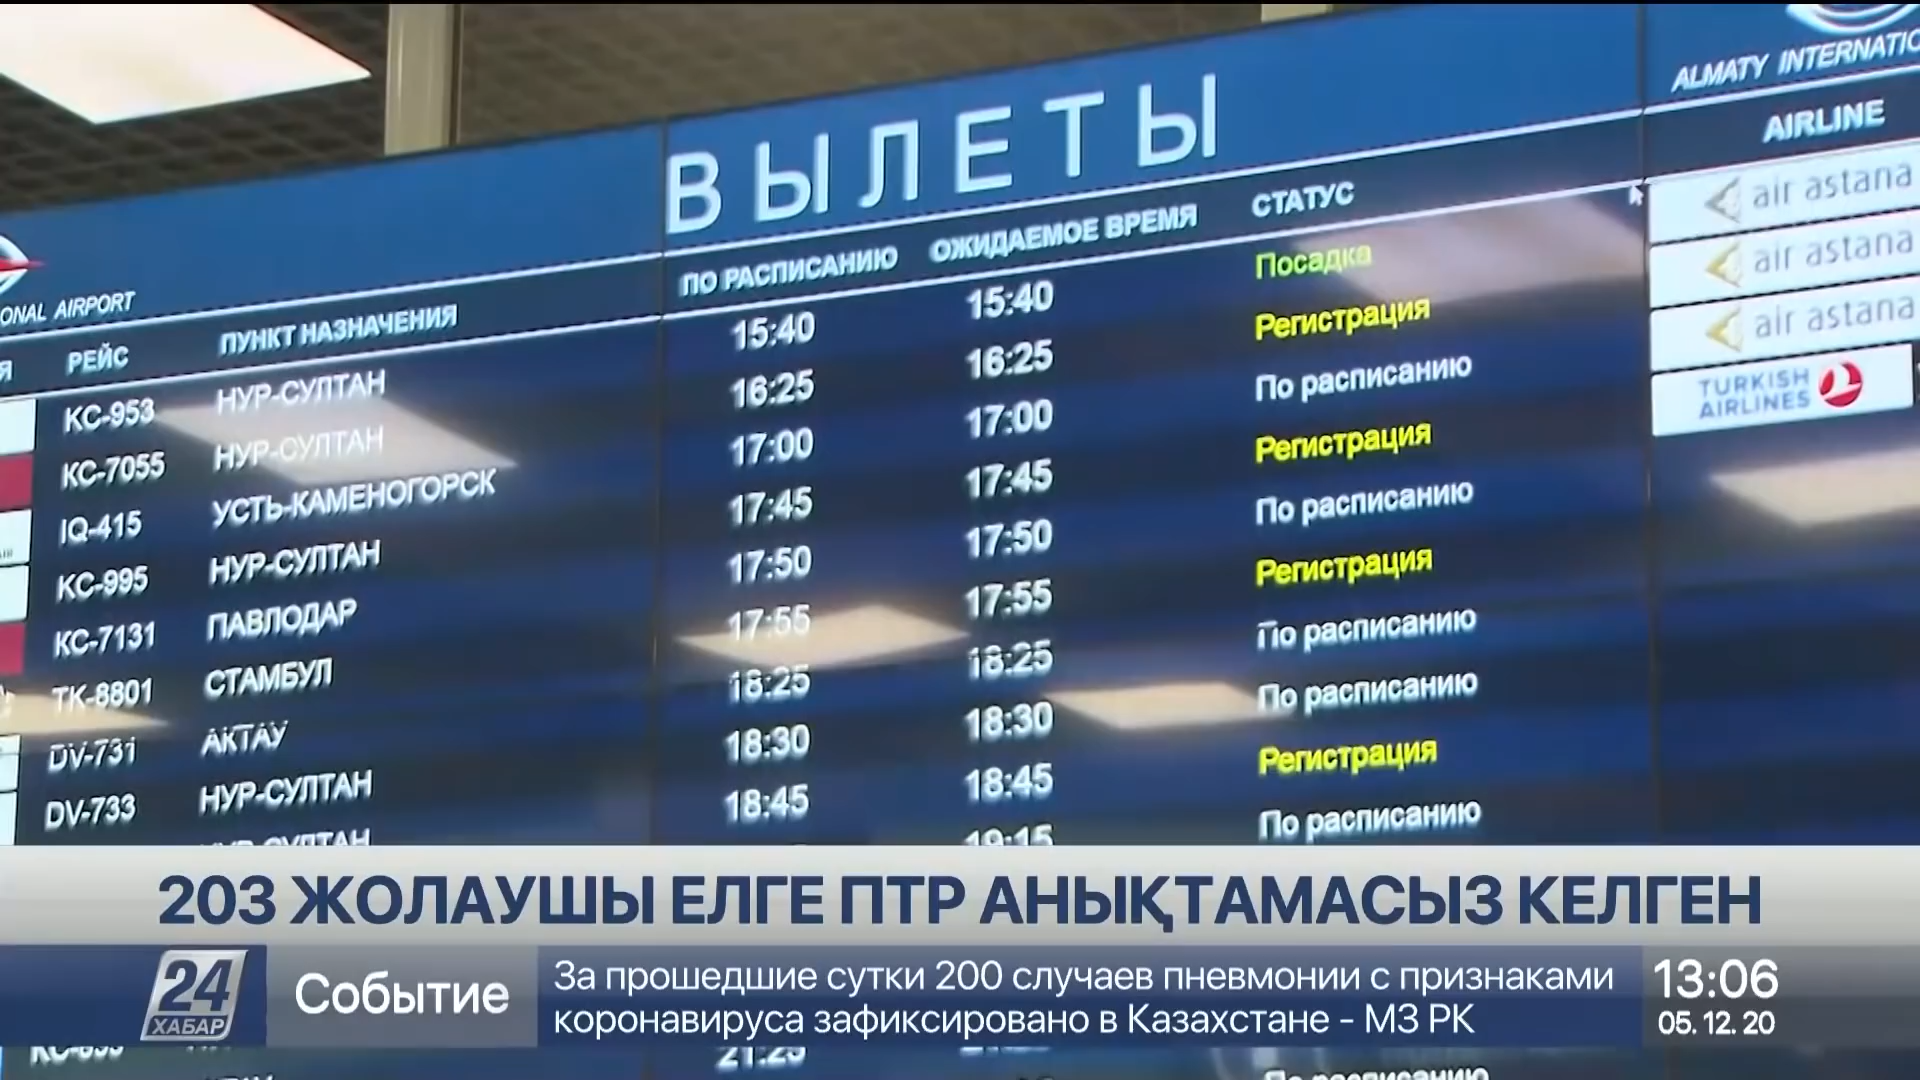 ВЫЛЕТЫ
ALMATY
AIRLINE
AIRPORT
РЕЙС ПУНКТ НАЗНАЧЕНИЯ ПО РАСПИСАНИЮ ОЖИДАЕМОЕ ВРЕМЯ СТАТУС
KC-953 НУР-СУЛТАН 15:40 15:40 Посадка
KC-7055 НУР-СУЛТАН 16:25 16:25 Регистрация
IQ-415 УСТЬ-КАМЕНОГОРСК 17:00 17:00 По расписанию
KC-995 НУР-СУЛТАН 17:45 17:45 Регистрация
KC-7131 ПАВЛОДАР 17:50 17:50 По расписанию
TK-8801 СТАМБУЛ 17:55 17:55 Регистрация
DV-731 АКТАУ 18:25 18:25 По расписанию
DV-733 НУР-СУЛТАН 18:30 18:30 По расписанию
НУР-СУЛТАН 18:45 18:45 Регистрация
19:15 По расписанию
air astana
air astana
air astana
TURKISH
AIRLINES
203 ЖОЛАУШЫ ЕЛГЕ ПТР АНЫҚТАМАСЫЗ КЕЛГЕН
24
ХАБАР
Событие
За прошедшие сутки 200 случаев пневмонии с признаками
коронавируса зафиксировано в Казахстане - МЗ РК
13:06
05. 12. 20
21:25